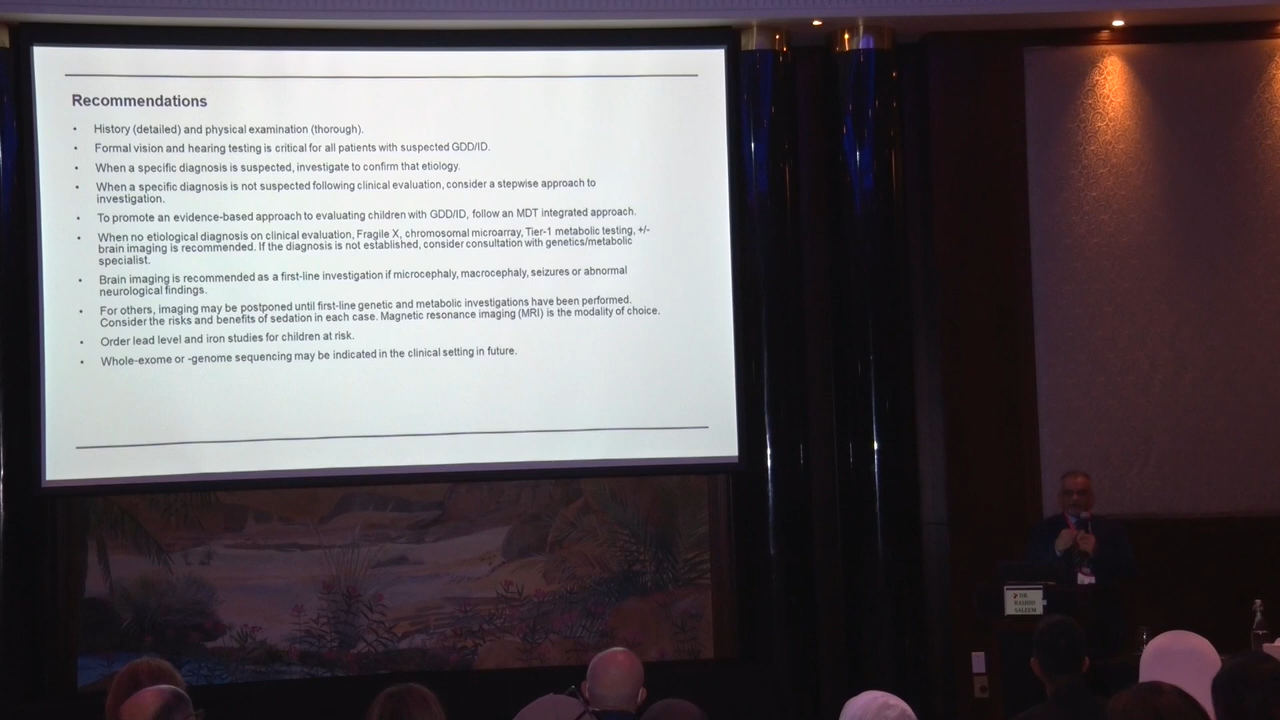 Recommendations
• History (detailed) and physical examination (thorough).
• Formal vision and hearing testing is critical for all patients with suspected GDD/ID.
• When a specific diagnosis is suspected, investigate to confirm that etiology.
• When a specific diagnosis is not suspected following clinical evaluation, consider a stepwise approach to
investigation.
• To promote an evidence-based approach to evaluating children with GDD/ID, follow an MDT integrated approach.
• When no etiological diagnosis on clinical evaluation, Fragile X, chromosomal microarray, Tier-1 metabolic testing, +/-
brain imaging is recommended. If the diagnosis is not established, consider consultation with genetics/metabolic
specialist.
• Brain imaging is recommended as a first-line investigation if microcephaly, macrocephaly, seizures or abnormal
neurological findings.
• For others, imaging may be postponed until first-line genetic and metabolic investigations have been performed.
Consider the risks and benefits of sedation in each case. Magnetic resonance imaging (MRI) is the modality of choice.
• Order lead level and iron studies for children at risk.
• Whole-exome or -genome sequencing may be indicated in the clinical setting in future.
DR.
RASHID
SALEEM